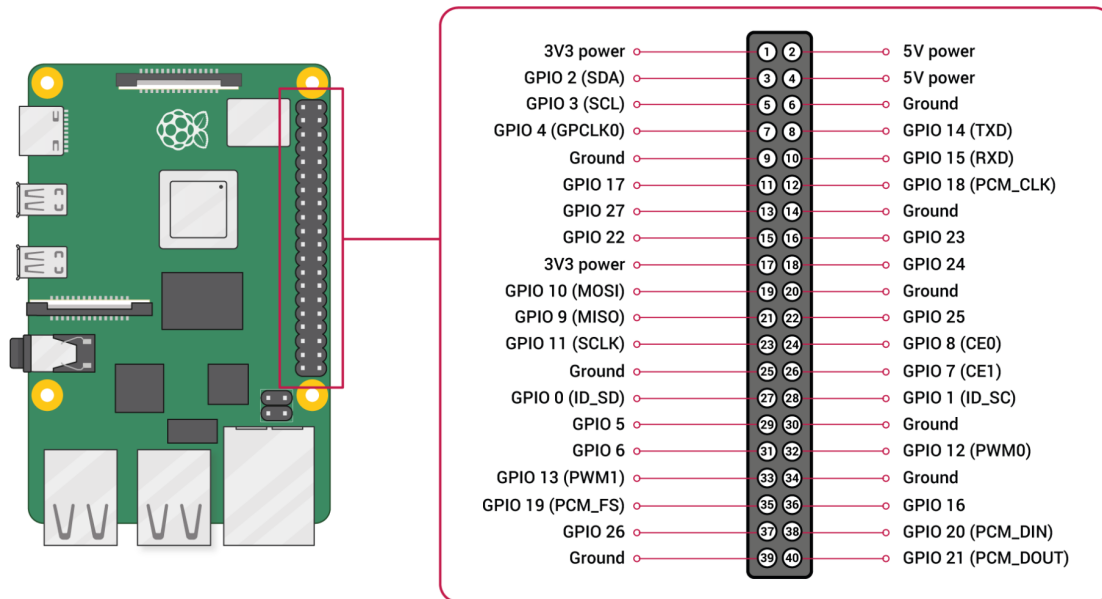 3V3 power 1 2 5V power
GPIO 2 (SDA) 3 4 5V power
GPIO 3 (SCL) 5 6 Ground
GPIO 4 (GPCLK0) 7 8 GPIO 14 (TXD)
Ground 9 10 GPIO 15 (RXD)
GPIO 17 11 12 GPIO 18 (PCM_CLK)
GPIO 27 13 14 Ground
GPIO 22 15 16 GPIO 23
3V3 power 17 18 GPIO 24
GPIO 10 (MOSI) 19 20 Ground
GPIO 9 (MISO) 21 22 GPIO 25
GPIO 11 (SCLK) 23 24 GPIO 8 (CE0)
Ground 25 26 GPIO 7 (CE1)
GPIO 0 (ID_SD) 27 28 GPIO 1 (ID_SC)
GPIO 5 29 30 Ground
GPIO 6 31 32 GPIO 12 (PWM0)
GPIO 13 (PWM1) 33 34 Ground
GPIO 19 (PCM_FS) 35 36 GPIO 16
GPIO 26 37 38 GPIO 20 (PCM_DIN)
Ground 39 40 GPIO 21 (PCM_DOUT)